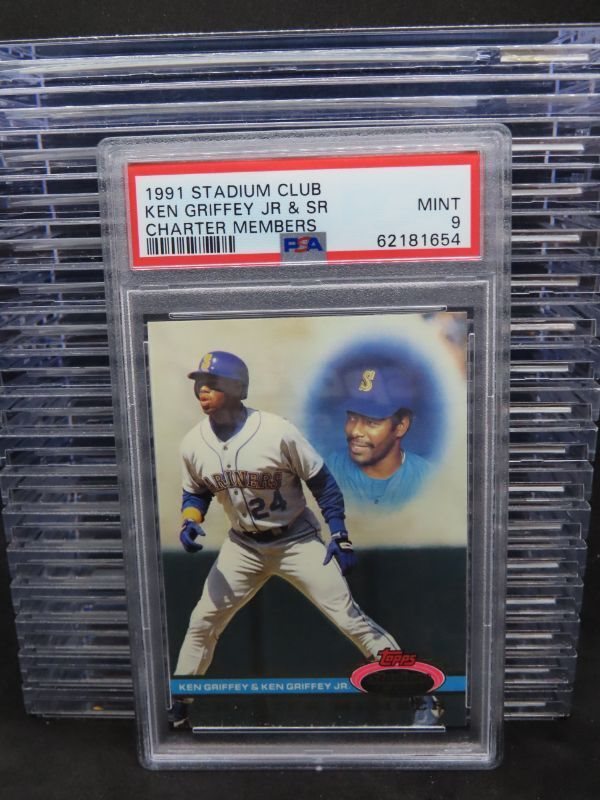 1991 STADIUM CLUB
KEN GRIFFEY JR & SR
CHARTER MEMBERS
MINT
9
62181654
PSA
S
S
MARINERS
24
Topps
KEN GRIFFEY & KEN GRIFFEY JR.